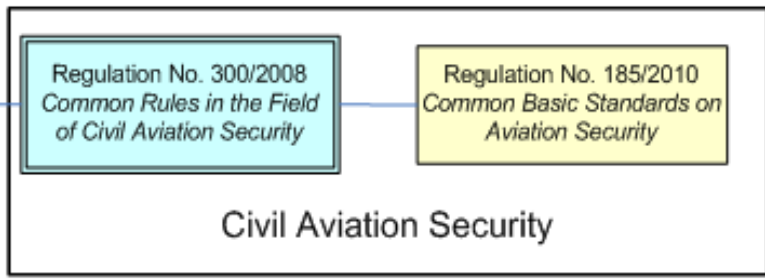 Regulation No. 300/2008
Common Rules in the Field
of Civil Aviation Security
Regulation No. 185/2010
Common Basic Standards on
Aviation Security
Civil Aviation Security